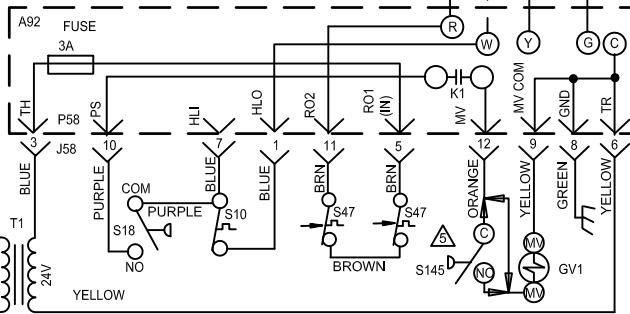 A92
FUSE
3A
R
W
Y
G
C
K1
TH
PS
HLI
HLO
RO2
RO1
(IN)
MV
MV COM
GND
TR
P58
3
10
7
1
11
5
12
9
8
6
J58
BLUE
PURPLE
BLUE
BLUE
BRN
BRN
ORANGE
YELLOW
GREEN
YELLOW
COM
PURPLE
S10
S18
NO
S47
S47
BROWN
5
C
S145
NO
MV
GV1
MV
T1
24V
YELLOW